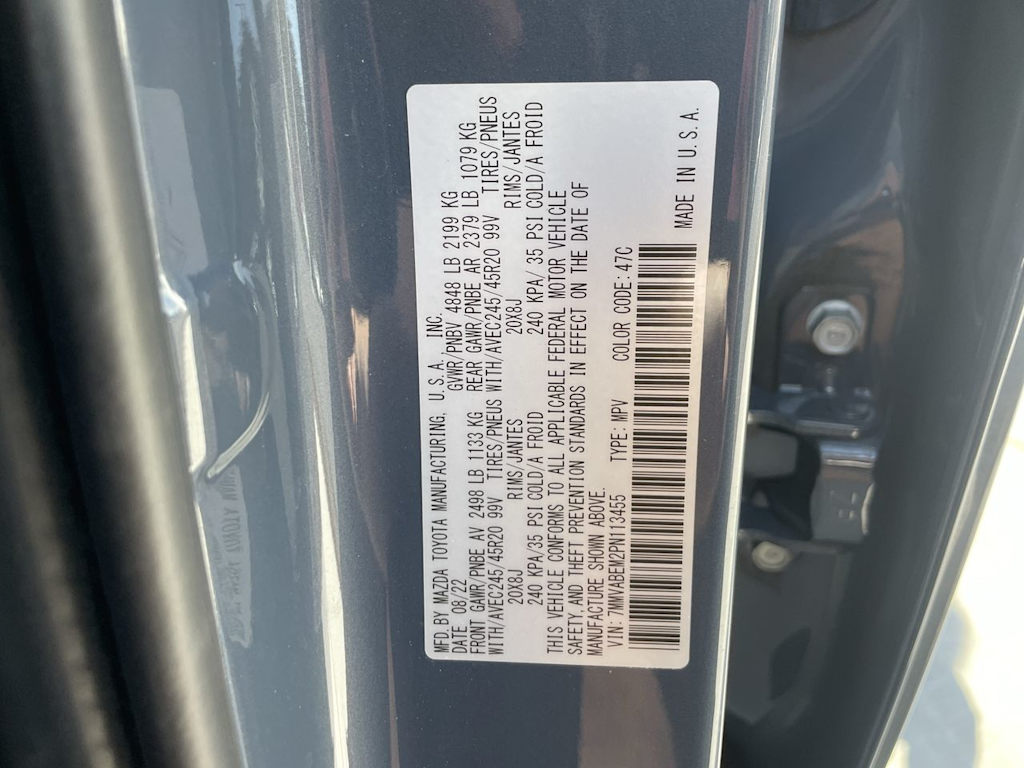 MFD.BY MAZDA TOYOTA MANUFACTURING, U.S.A., INC.
DATE 08/22 GVWR/PNBV 4848 LB 2199 KG
FRONT GAWR/PNBE AV 2498 LB 1133 KG REAR GAWR/PNBE AR 2379 LB 1079 KG
WITH/AVEC245/45R20 99V TIRES/PNEUS WITH/AVEC245/45R20 99V TIRES/PNEUS
20X8J RIMS/JANTES 20X8J RIMS/JANTES
240 KPA/35 PSI COLD/A FROID 240 KPA/ 35 PSI COLD/A FROID
THIS VEHICLE CONFORMS TO ALL APPLICABLE FEDERAL MOTOR VEHICLE
SAFETY, AND THEFT PREVENTION STANDARDS IN EFFECT ON THE DATE OF
MANUFACTURE SHOWN ABOVE.
VIN: 7MMVABEM2PN113455 TYPE: MPV COLOR CODE: 47C
MADE IN U.S.A.